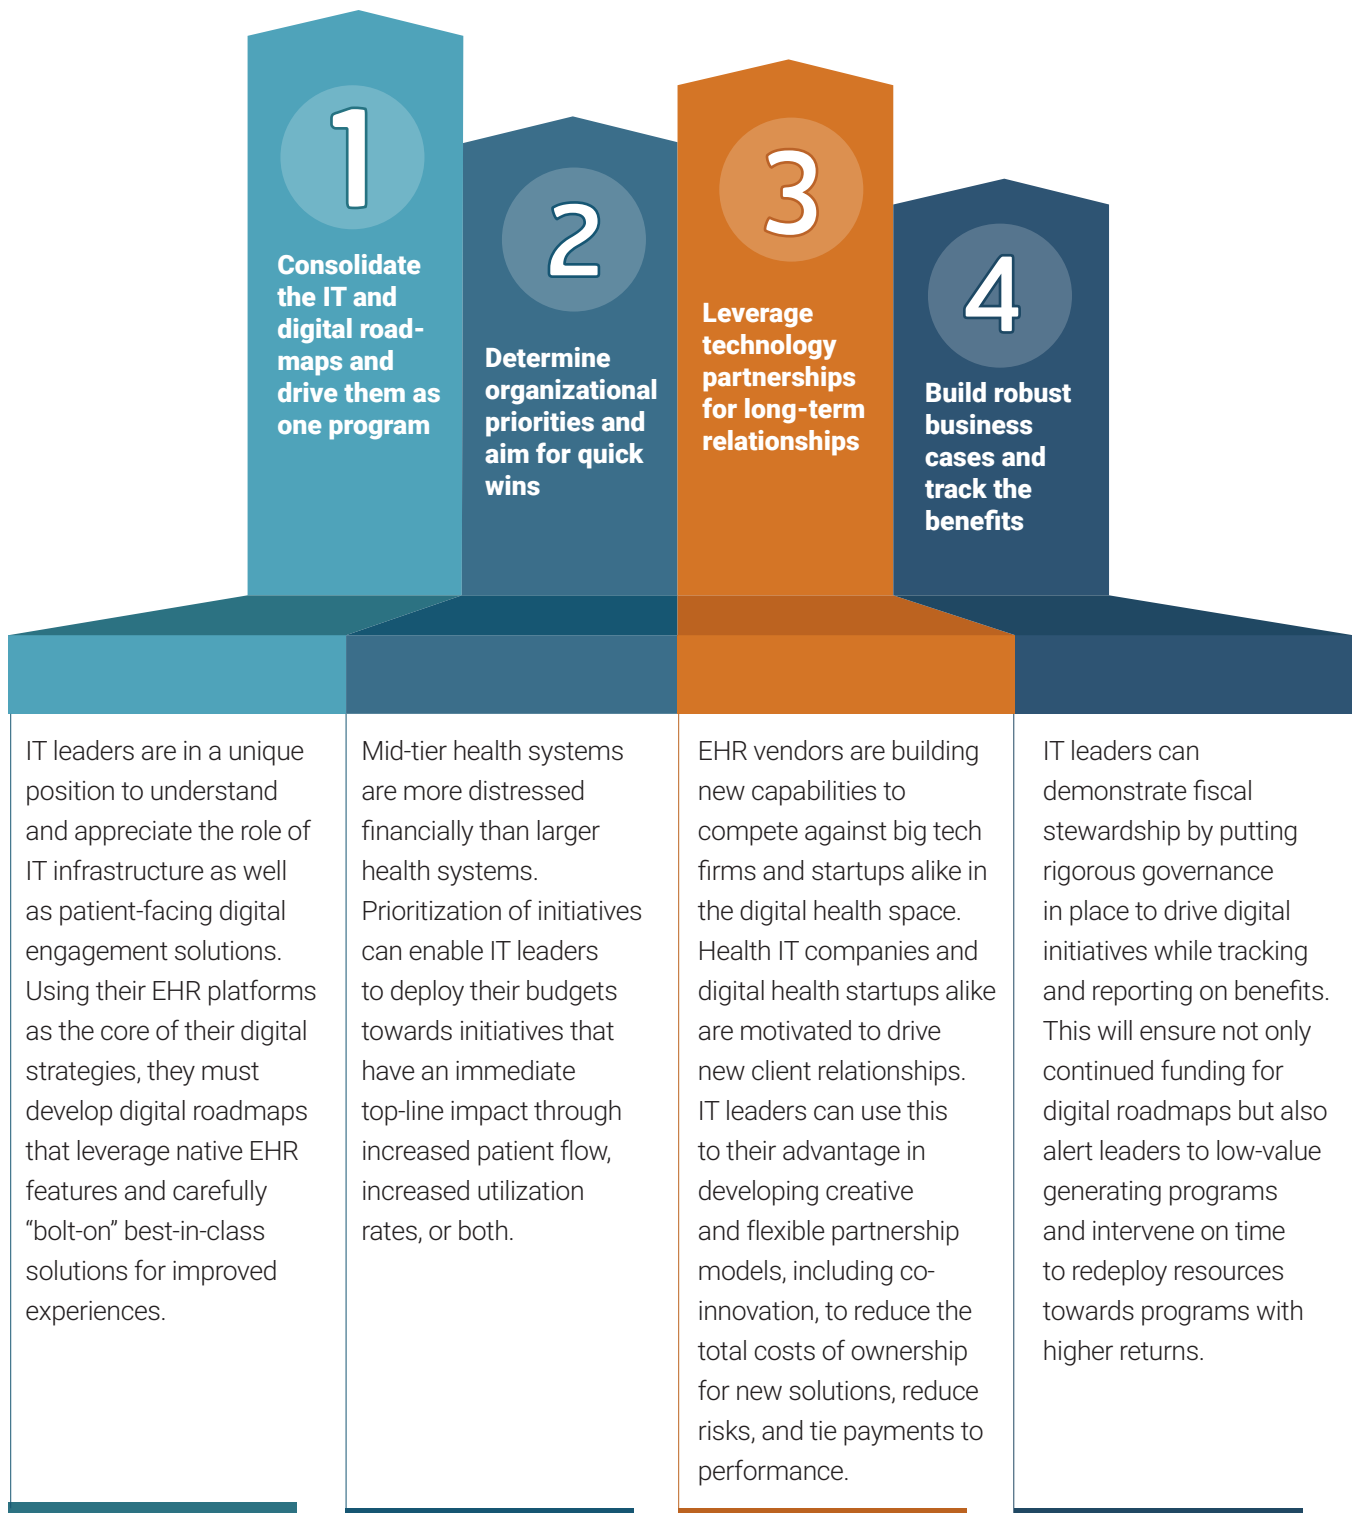 1
Consolidate
the IT and
digital road-
maps and
drive them as
one program
2
Determine
organizational
priorities and
aim for quick
wins
3
Leverage
technology
partnerships
for long-term
relationships
4
Build robust
business
cases and
track the
benefits
IT leaders are in a unique
position to understand
and appreciate the role of
IT infrastructure as well
as patient-facing digital
engagement solutions.
Using their EHR platforms
as the core of their digital
strategies, they must
develop digital roadmaps
that leverage native EHR
features and carefully
“bolt-on” best-in-class
solutions for improved
experiences.
Mid-tier health systems
are more distressed
financially than larger
health systems.
Prioritization of initiatives
can enable IT leaders
to deploy their budgets
towards initiatives that
have an immediate
top-line impact through
increased patient flow,
increased utilization
rates, or both.
EHR vendors are building
new capabilities to
compete against big tech
firms and startups alike in
the digital health space.
Health IT companies and
digital health startups alike
are motivated to drive
new client relationships.
IT leaders can use this
to their advantage in
developing creative
and flexible partnership
models, including co-
innovation, to reduce the
total costs of ownership
for new solutions, reduce
risks, and tie payments to
performance.
IT leaders can
demonstrate fiscal
stewardship by putting
rigorous governance
in place to drive digital
initiatives while tracking
and reporting on benefits.
This will ensure not only
continued funding for
digital roadmaps but also
alert leaders to low-value
generating programs
and intervene on time
to redeploy resources
towards programs with
higher returns.